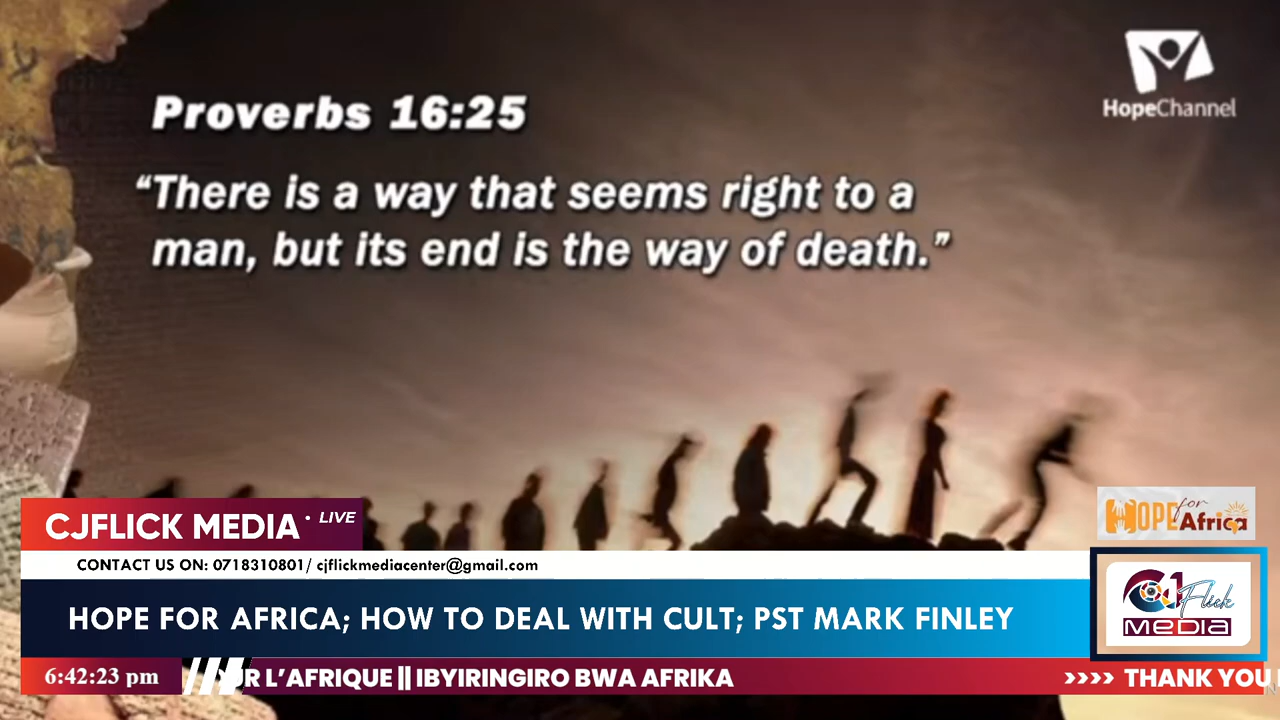 HopeChannel
Proverbs 16:25
“There is a way that seems right to a
man, but its end is the way of death.”
CJFLICK MEDIA • LIVE
HOPE for Africa
CONTACT US ON: 0718310801/ cjflickmediacenter@gmail.com
Flick
MEDIA
HOPE FOR AFRICA; HOW TO DEAL WITH CULT; PST MARK FINLEY
6:42:23 pm
UR L’AFRIQUE || IBYIRINGIRO BWA AFRIKA >>>> THANK YOU